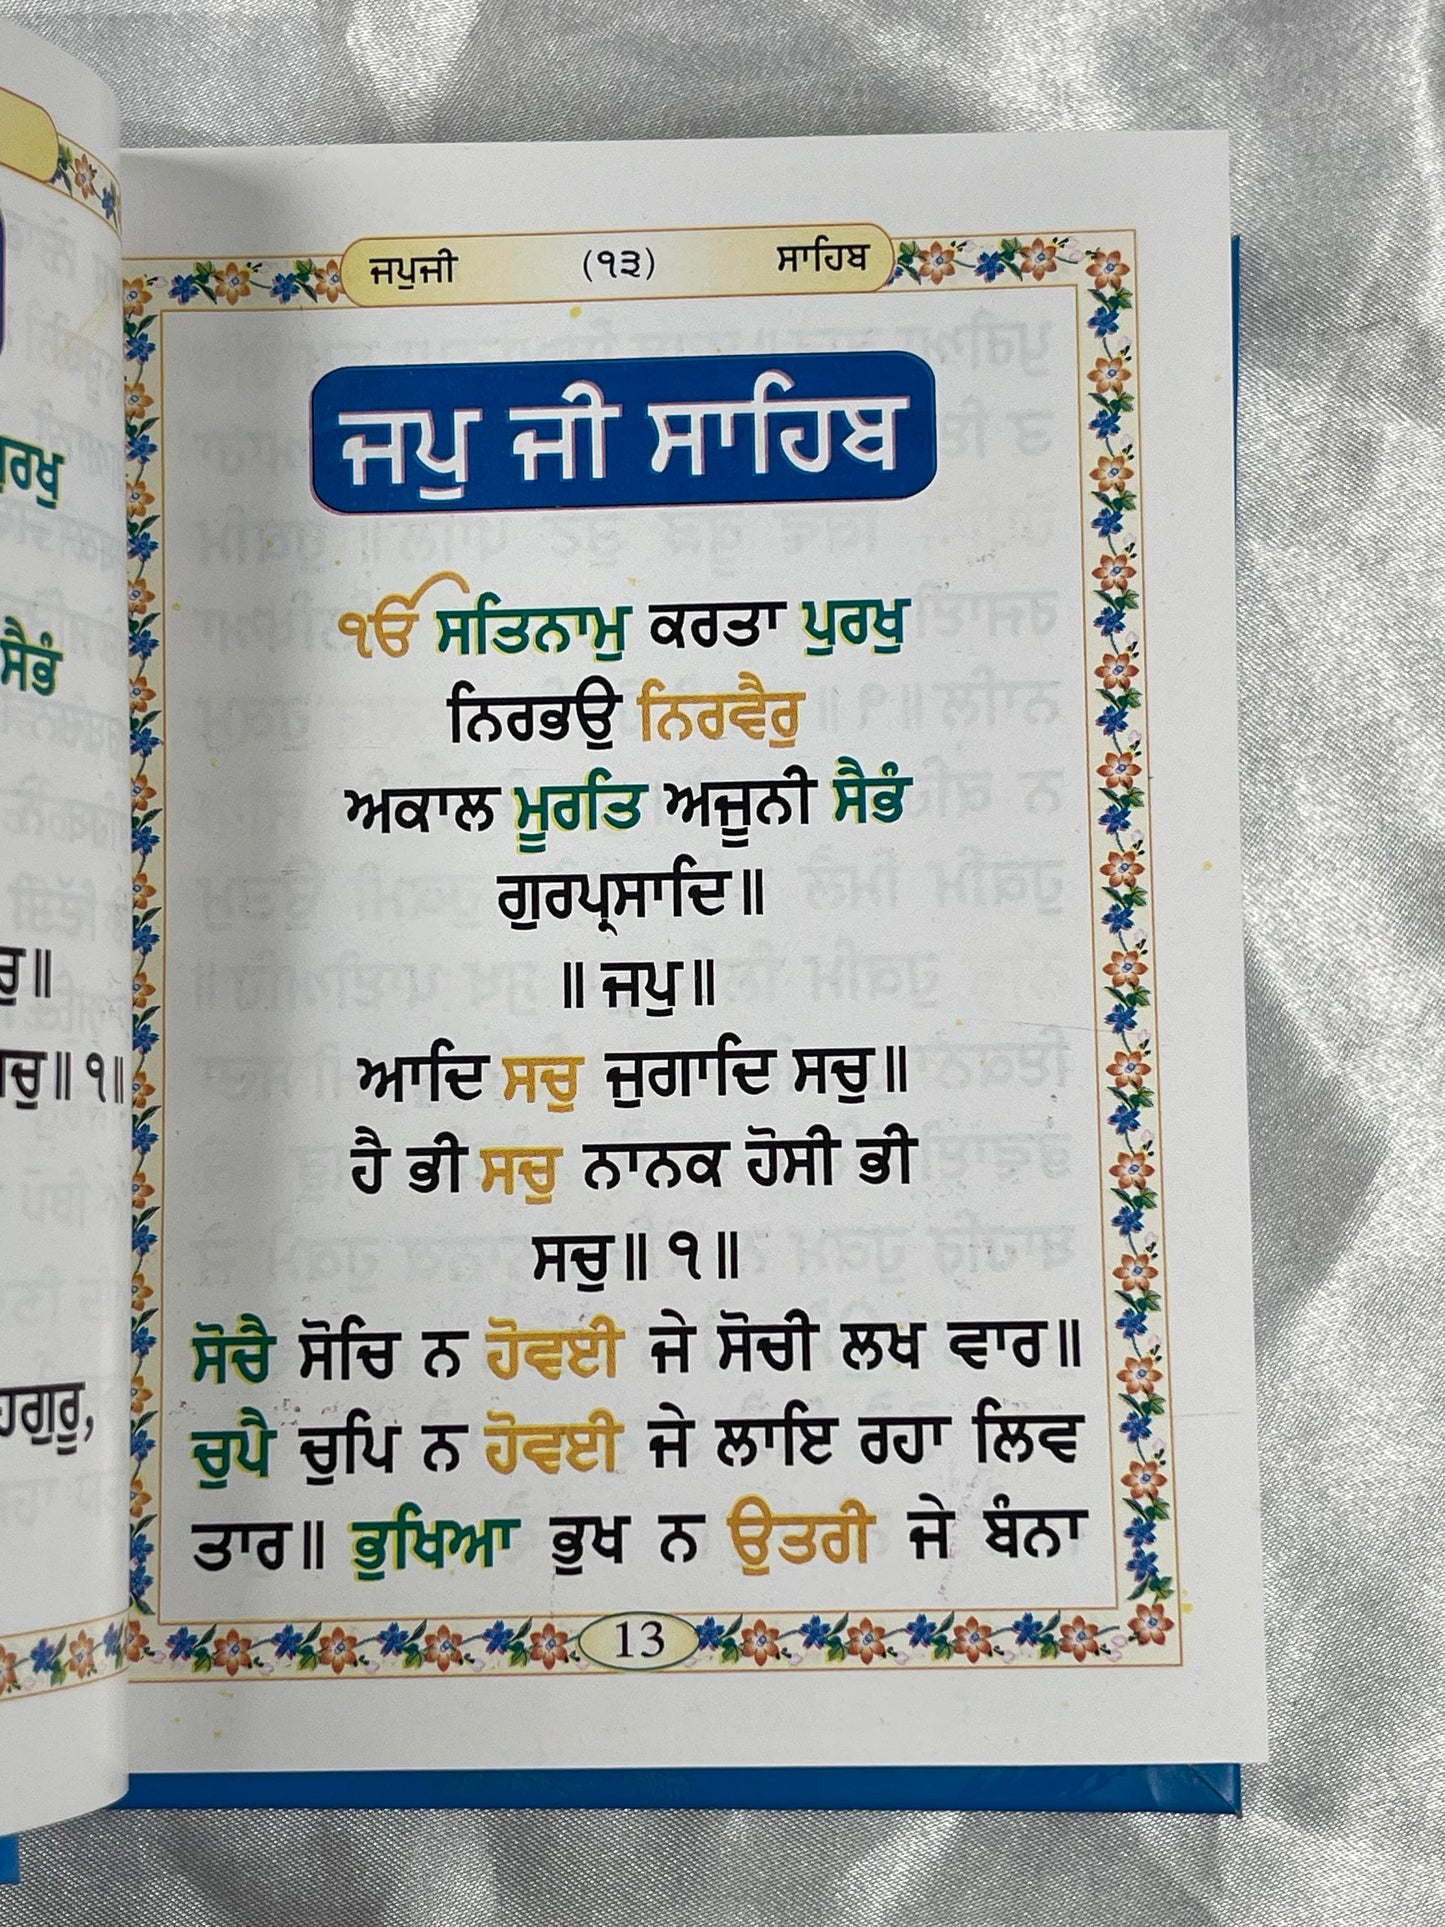 ਜਪੁਜੀ (੧੩) ਸਾਹਿਬ
ਜਪੁ ਜੀ ਸਾਹਿਬ
ੴ ਸਤਿਨਾਮੁ ਕਰਤਾ ਪੁਰਖੁ
ਨਿਰਭਉ ਨਿਰਵੈਰੁ
ਅਕਾਲ ਮੂਰਤਿ ਅਜੂਨੀ ਸੈਭੰ
ਗੁਰਪ੍ਰਸਾਦਿ॥
॥ ਜਪੁ॥
ਆਦਿ ਸਚੁ ਜੁਗਾਦਿ ਸਚੁ॥
ਹੈ ਭੀ ਸਚੁ ਨਾਨਕ ਹੋਸੀ ਭੀ
ਸਚੁ॥ ੧॥
ਸੋਚੈ ਸੋਚਿ ਨ ਹੋਵਈ ਜੇ ਸੋਚੀ ਲਖ ਵਾਰ॥
ਚੁਪੈ ਚੁਪਿ ਨ ਹੋਵਈ ਜੇ ਲਾਇ ਰਹਾ ਲਿਵ
ਤਾਰ॥ ਭੁਖਿਆ ਭੁਖ ਨ ਉਤਰੀ ਜੇ ਬੰਨਾ
13
ਸੈਭੰ